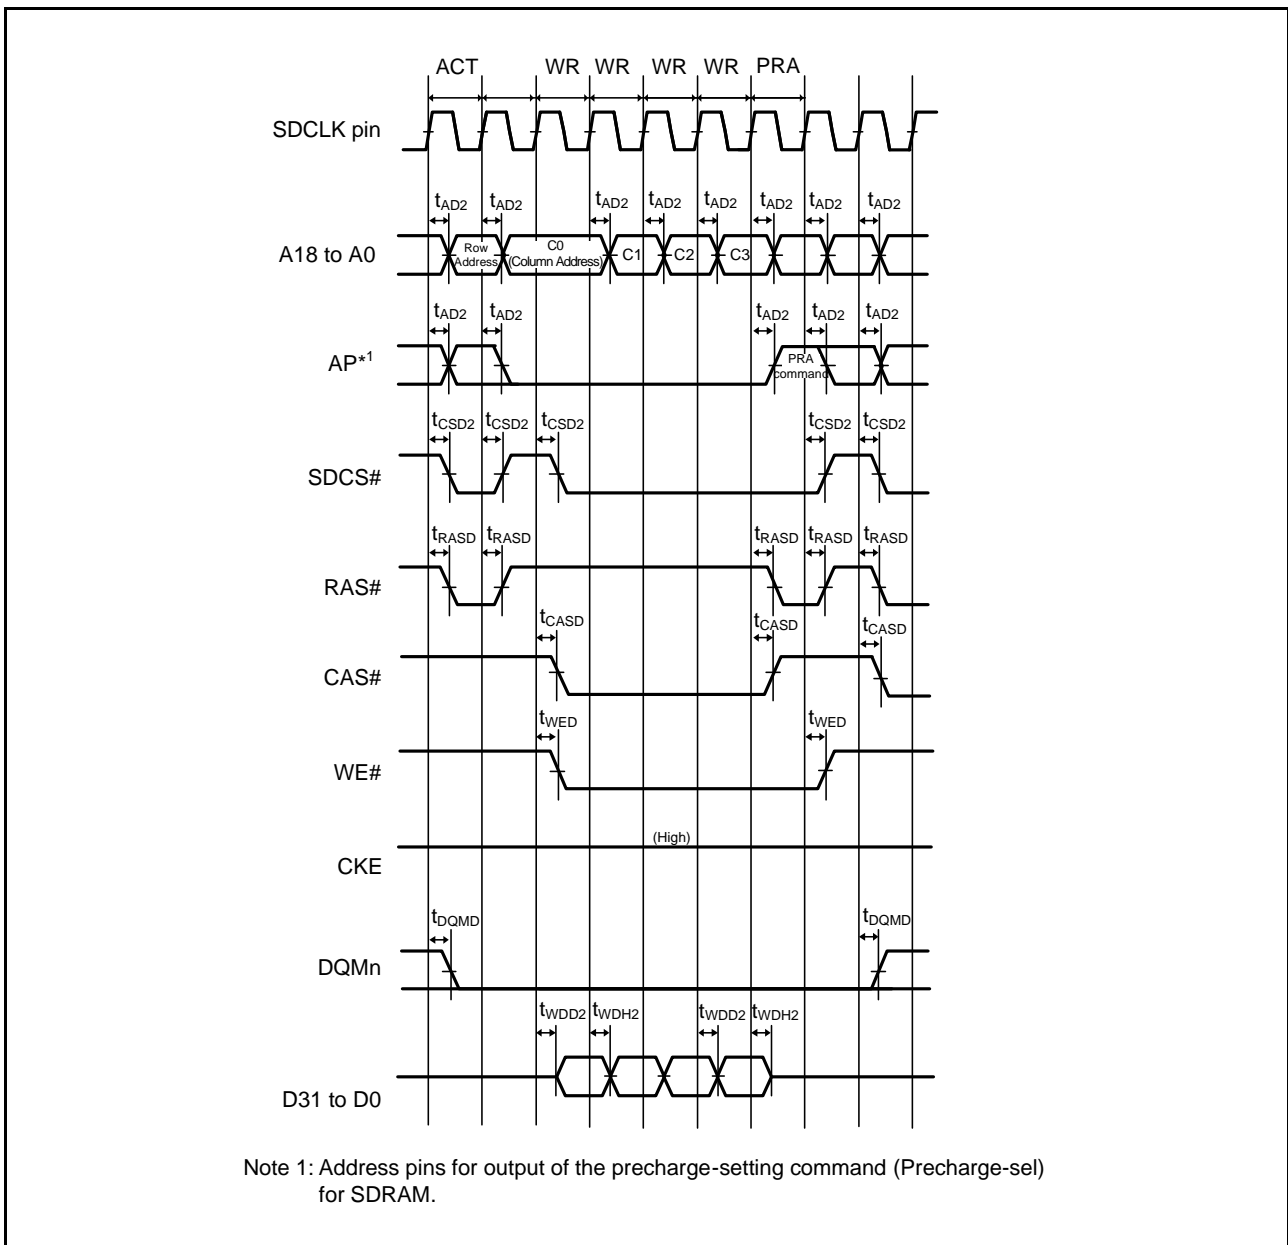 ACT WR WR WR WR PRA
SDCLK pin
tAD2 tAD2 tAD2 tAD2 tAD2 tAD2 tAD2 tAD2
A18 to A0
Row
Address
C0
(Column Address)
C1 C2 C3
tAD2 tAD2 tAD2 tAD2 tAD2
AP*1
PRA
command
tCSD2 tCSD2 tCSD2 tCSD2 tCSD2
SDCS#
tRASD tRASD tRASD tRASD tRASD
RAS#
tCASD tCASD tCASD
CAS#
tWED tWED
WE#
(High)
CKE
tDQMD tDQMD
DQMn
tWDD2 tWDH2 tWDD2 tWDH2
D31 to D0
Note 1: Address pins for output of the precharge-setting command (Precharge-sel)
for SDRAM.